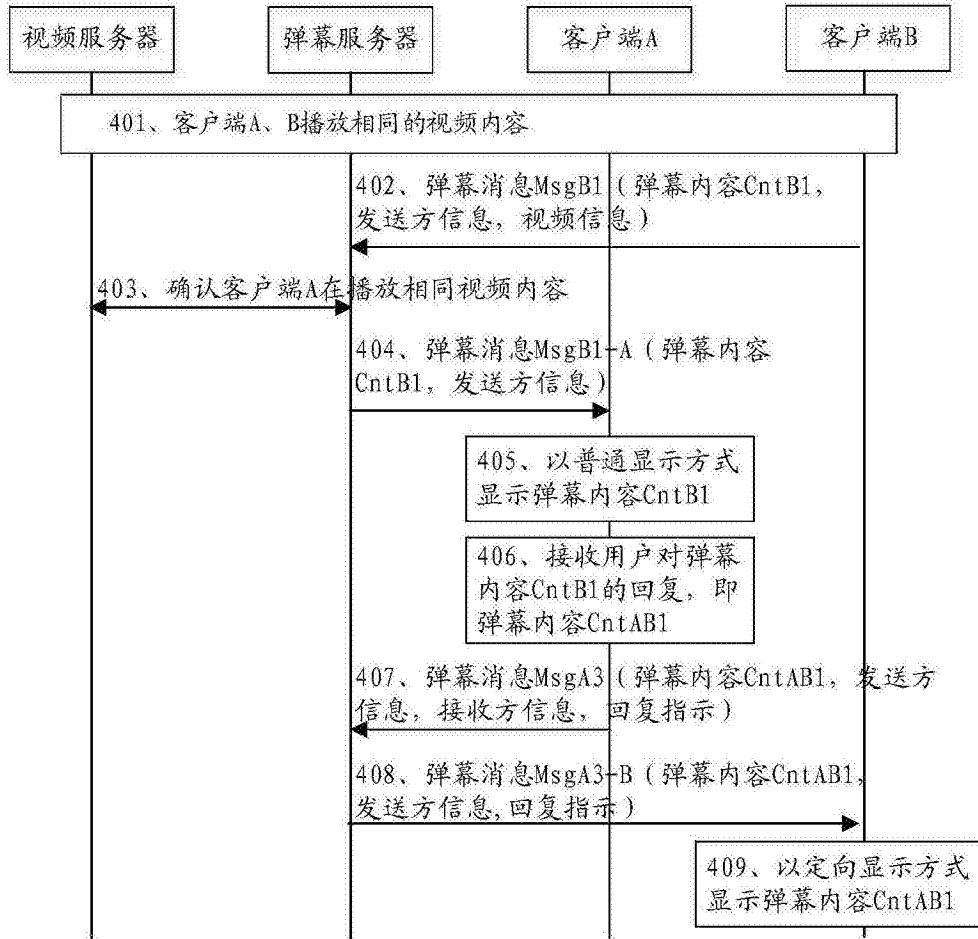 视频服务器
弹幕服务器
客户端A
客户端B
401、客户端A、B播放相同的视频内容
402、弹幕消息MsgB1（弹幕内容CntB1，
发送方信息，视频信息）
403、确认客户端A在播放相同视频内容
404、弹幕消息MsgB1-A（弹幕内容
CntB1，发送方信息）
405、以普通显示方式
显示弹幕内容CntB1
406、接收用户对弹幕
内容CntB1的回复，即
弹幕内容CntAB1
407、弹幕消息MsgA3（弹幕内容CntAB1，发送方
信息，接收方信息，回复指示）
408、弹幕消息MsgA3-B（弹幕内容CntAB1，
发送方信息,回复指示）
409、以定向显示方式
显示弹幕内容CntAB1